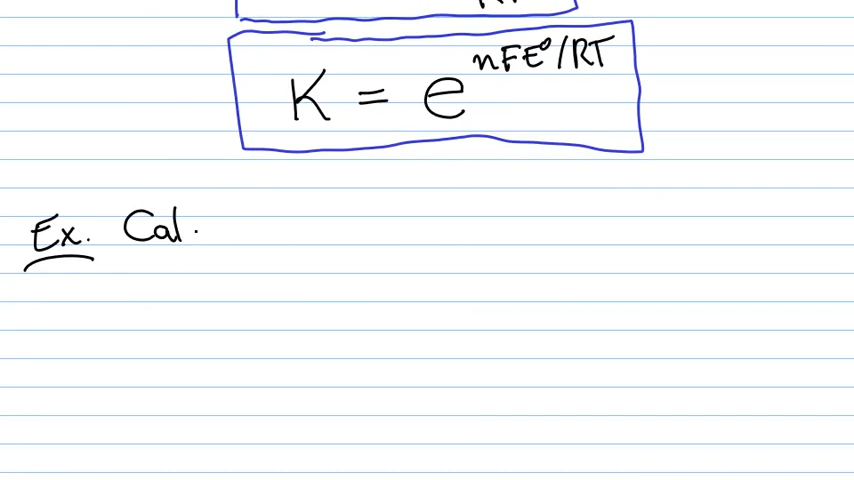 K = e^nFE°/RT
Ex. Cal.